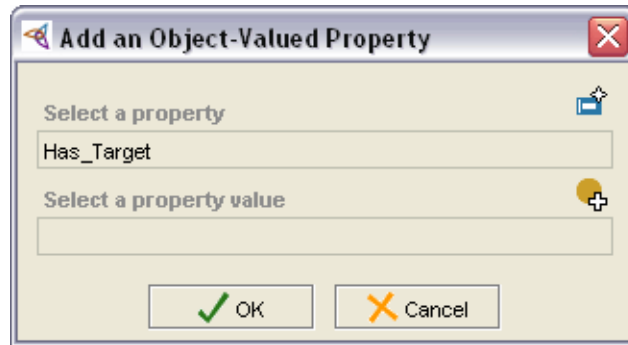 Add an Object-Valued Property
Select a property
Has_Target
Select a property value
OK
Cancel